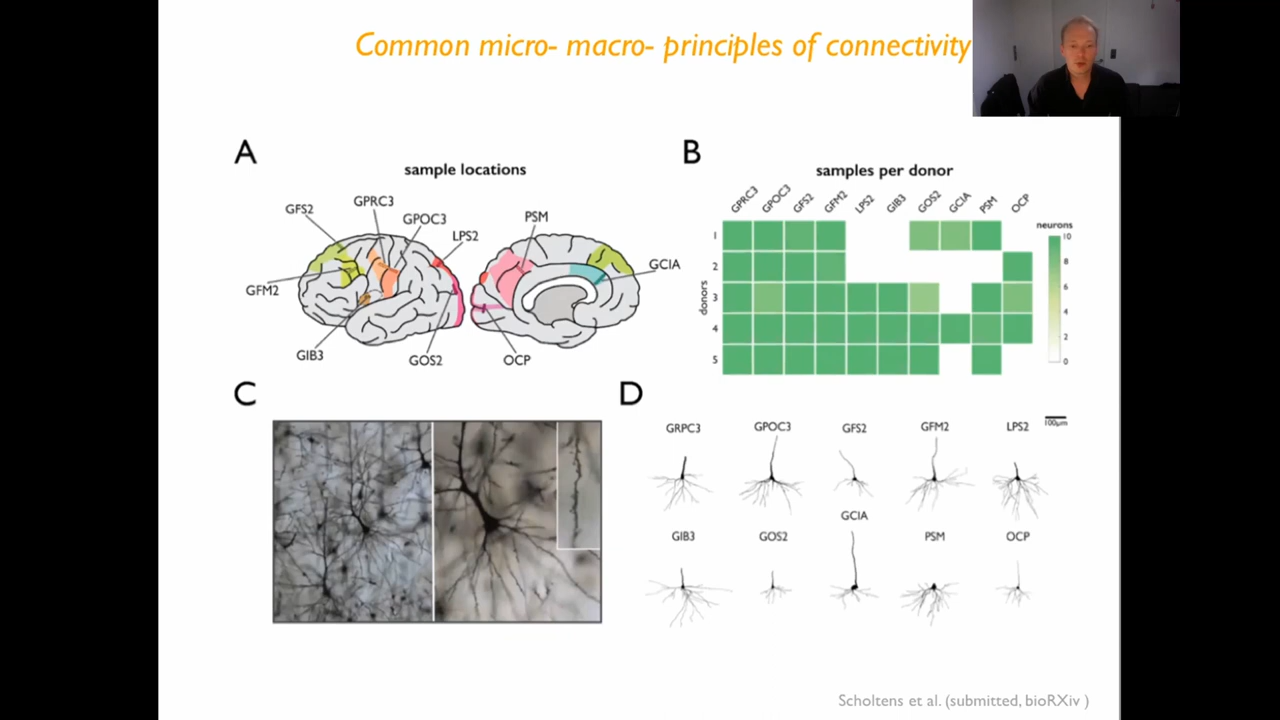 Common micro- macro- principles of connectivity
A
sample locations
GFS2
GPRC3
GPOC3
LPS2
PSM
GCIA
GFM2
GIB3
GOS2
OCP
B
samples per donor
GPRC3 GPOC3 GFS2 GFM2 LPS2 GIB3 GOS2 GCIA PSM OCP
donors
1
2
3
4
5
neurons
10
8
6
4
2
0
C
D
100μm
GRPC3 GPOC3 GFS2 GFM2 LPS2
GCIA
GIB3 GOS2 PSM OCP
Scholtens et al. (submitted, bioRXiv )